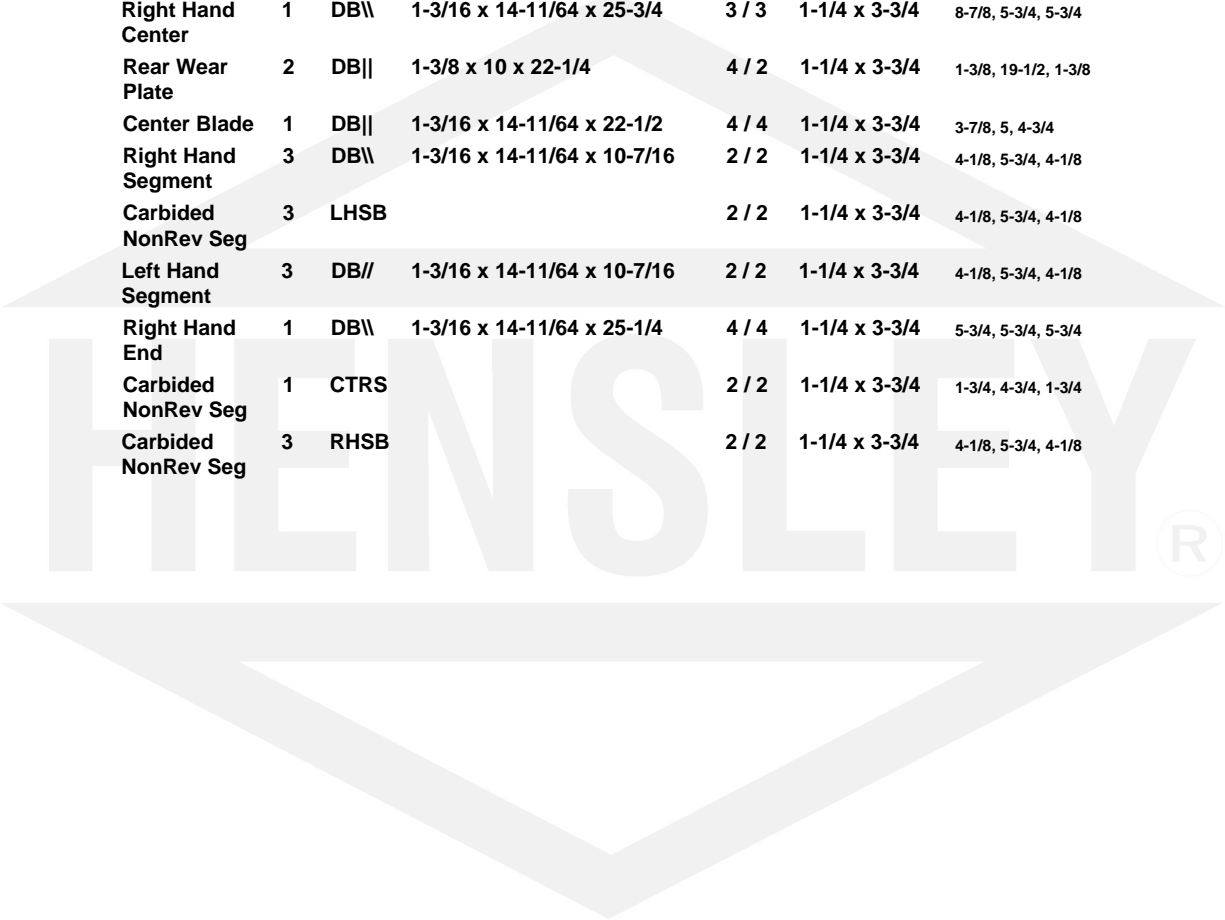 Right Hand 1 DB\\ 1-3/16 x 14-11/64 x 25-3/4 3 / 3 1-1/4 x 3-3/4 8-7/8, 5-3/4, 5-3/4
Center
Rear Wear 2 DB|| 1-3/8 x 10 x 22-1/4 4 / 2 1-1/4 x 3-3/4 1-3/8, 19-1/2, 1-3/8
Plate
Center Blade 1 DB|| 1-3/16 x 14-11/64 x 22-1/2 4 / 4 1-1/4 x 3-3/4 3-7/8, 5, 4-3/4
Right Hand 3 DB\\ 1-3/16 x 14-11/64 x 10-7/16 2 / 2 1-1/4 x 3-3/4 4-1/8, 5-3/4, 4-1/8
Segment
Carbided 3 LHSB 2 / 2 1-1/4 x 3-3/4 4-1/8, 5-3/4, 4-1/8
NonRev Seg
Left Hand 3 DB// 1-3/16 x 14-11/64 x 10-7/16 2 / 2 1-1/4 x 3-3/4 4-1/8, 5-3/4, 4-1/8
Segment
Right Hand 1 DB\\ 1-3/16 x 14-11/64 x 25-1/4 4 / 4 1-1/4 x 3-3/4 5-3/4, 5-3/4, 5-3/4
End
Carbided 1 CTRS 2 / 2 1-1/4 x 3-3/4 1-3/4, 4-3/4, 1-3/4
NonRev Seg
Carbided 3 RHSB 2 / 2 1-1/4 x 3-3/4 4-1/8, 5-3/4, 4-1/8
NonRev Seg
HENSLEY®